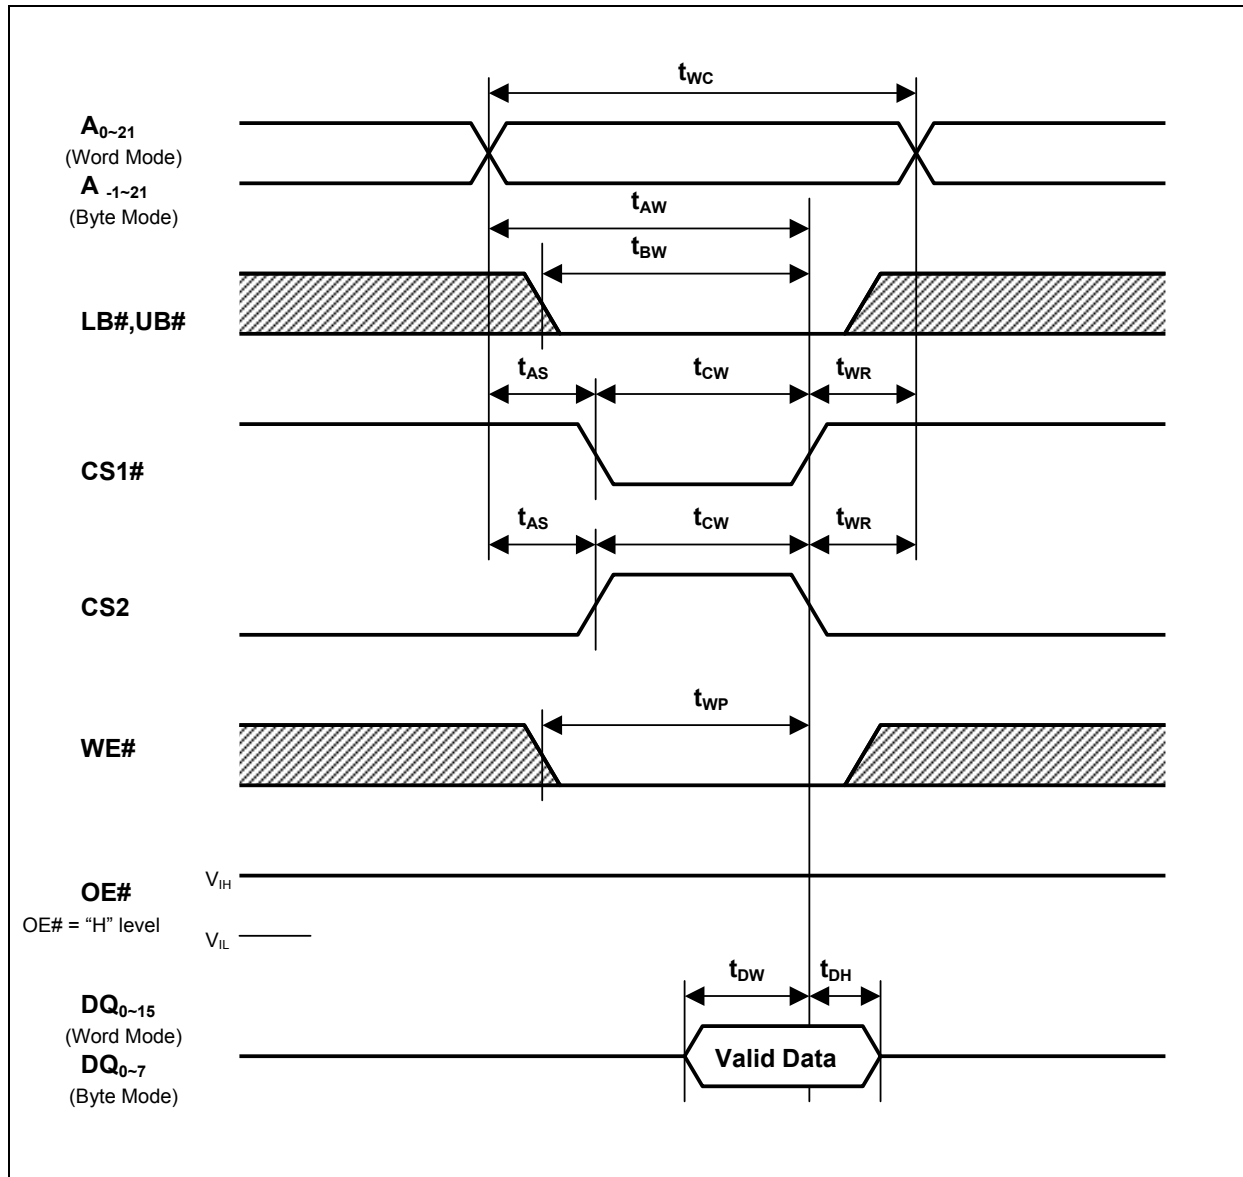 tWC
A0~21
(Word Mode)
A -1~21
(Byte Mode)
tAW
tBW
LB#,UB#
tAS tCW tWR
CS1#
tAS tCW tWR
CS2
tWP
WE#
VIH
OE#
OE# = “H” level
VIL
tDW tDH
DQ0~15
(Word Mode)
Valid Data
DQ0~7
(Byte Mode)